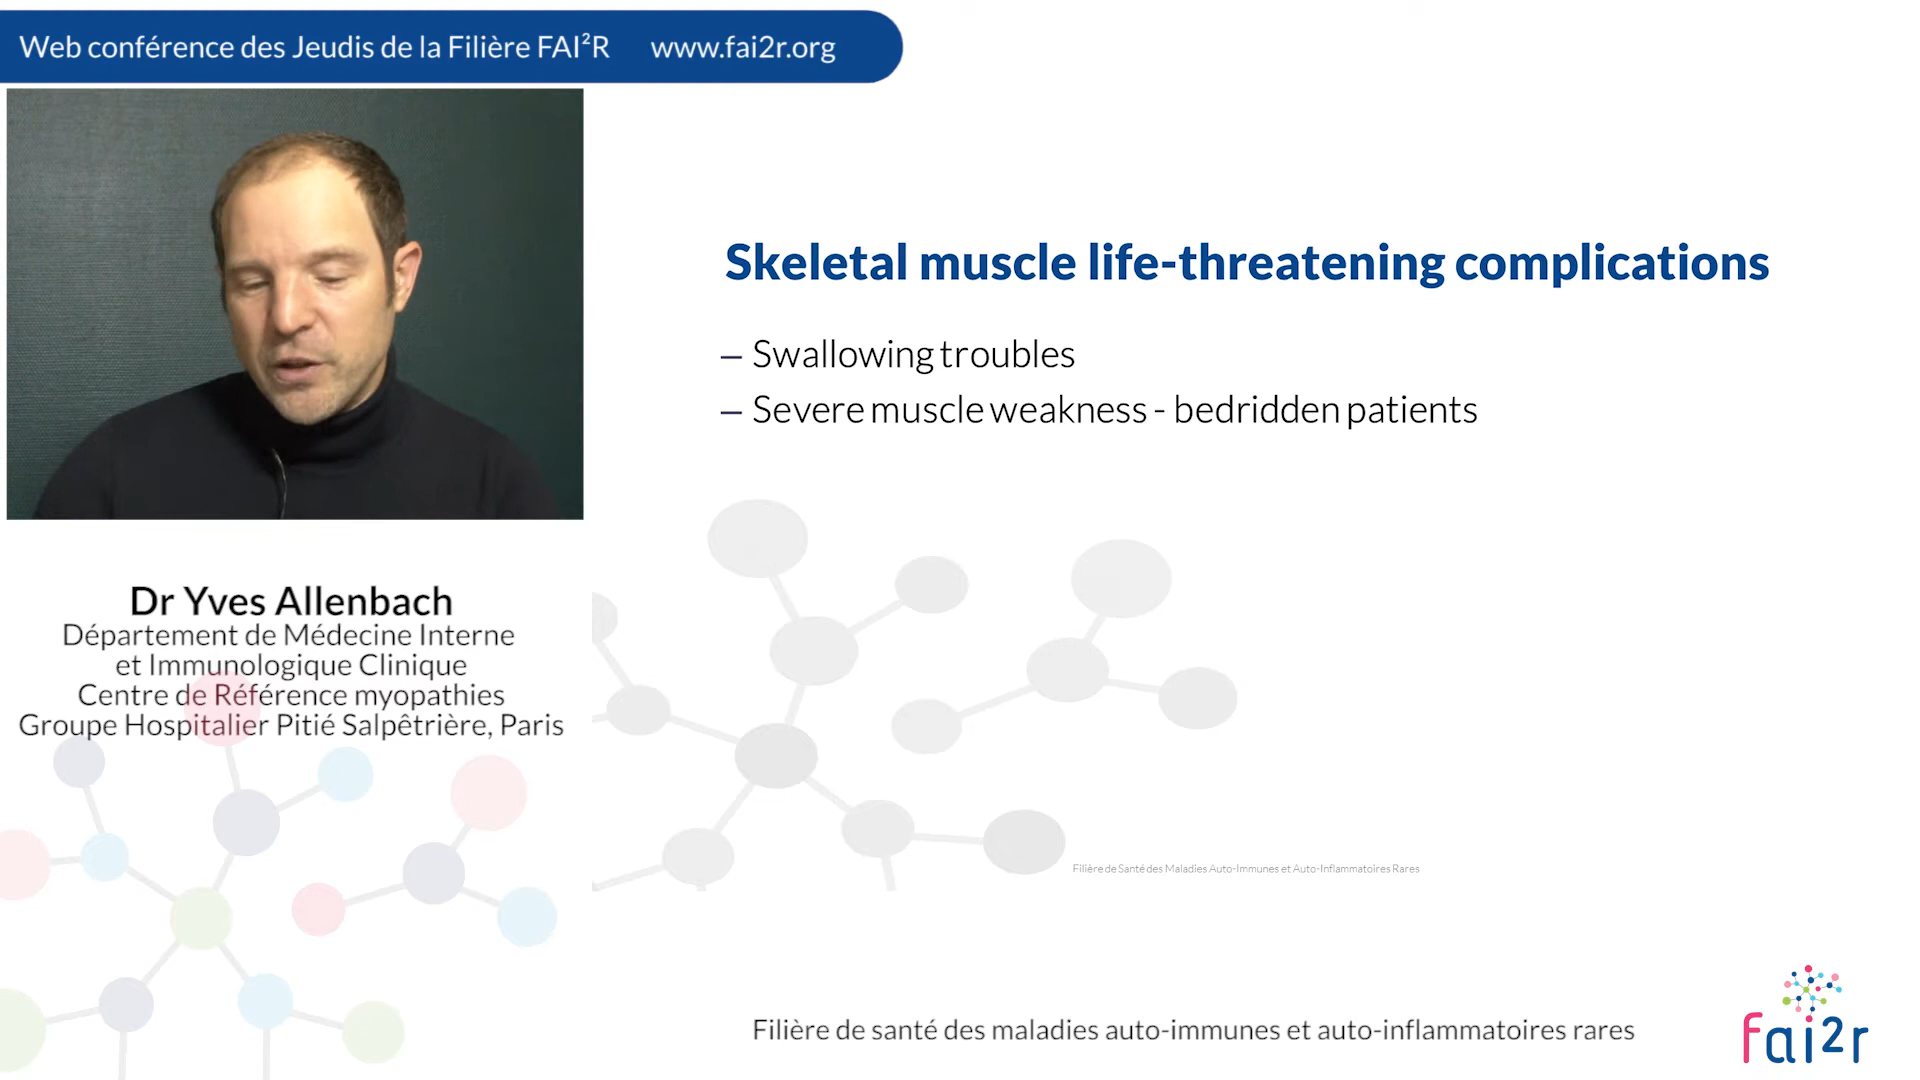 Web conférence des Jeudis de la Filière FAI²R www.fai2r.org
Dr Yves Allenbach
Département de Médecine Interne
et Immunologique Clinique
Centre de Référence myopathies
Groupe Hospitalier Pitié Salpêtrière, Paris
Skeletal muscle life-threatening complications
– Swallowing troubles
– Severe muscle weakness - bedridden patients
Filière de Santé des Maladies Auto-Immunes et Auto-Inflammatoires Rares
Filière de santé des maladies auto-immunes et auto-inflammatoires rares
fai2r